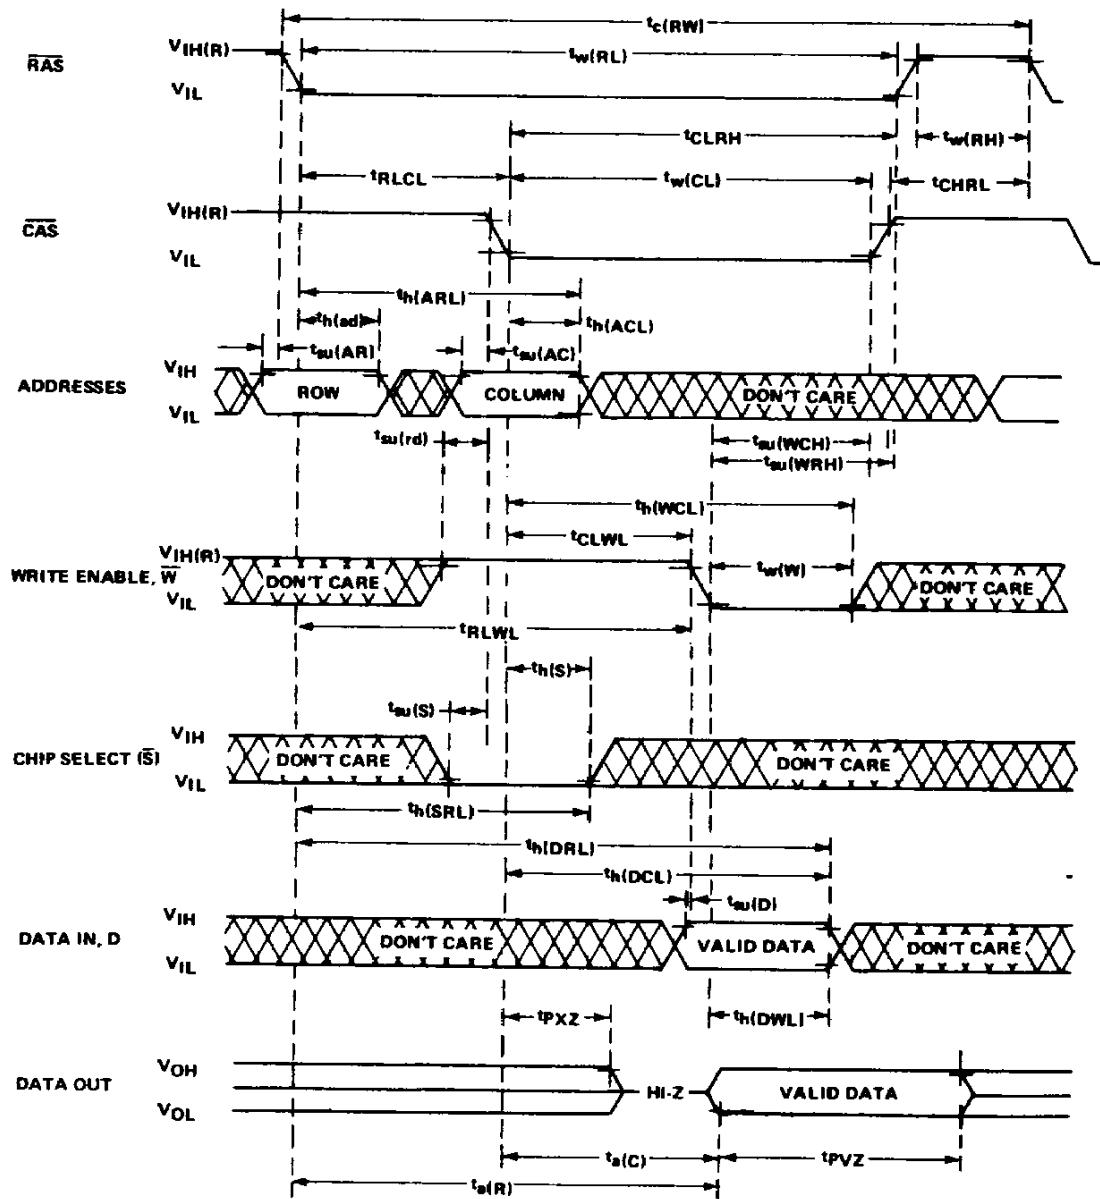 tc(RW)
RAS
VIH(R)
tw(RL)
VIL
tCLRH
tw(RH)
tRLCL
tw(CL)
tCHRL
CAS
VIH(R)
VIL
th(ARL)
th(ad)
th(ACL)
tsu(AR)
tsu(AC)
ADDRESSES
VIH
ROW
COLUMN
DON'T CARE
VIL
tsu(rd)
tsu(WCH)
tsu(WRH)
th(WCL)
tCLWL
VIH(R)
tw(W)
WRITE ENABLE, W
DON'T CARE
DON'T CARE
VIL
tRLWL
th(S)
tsu(S)
VIH
CHIP SELECT (S)
DON'T CARE
DON'T CARE
VIL
th(SRL)
th(DRL)
th(DCL)
tsu(D)
VIH
DATA IN, D
DON'T CARE
VALID DATA
DON'T CARE
VIL
tPXZ
th(DWL)
VOH
DATA OUT
HI-Z
VALID DATA
VOL
ta(C)
tPVZ
ta(R)